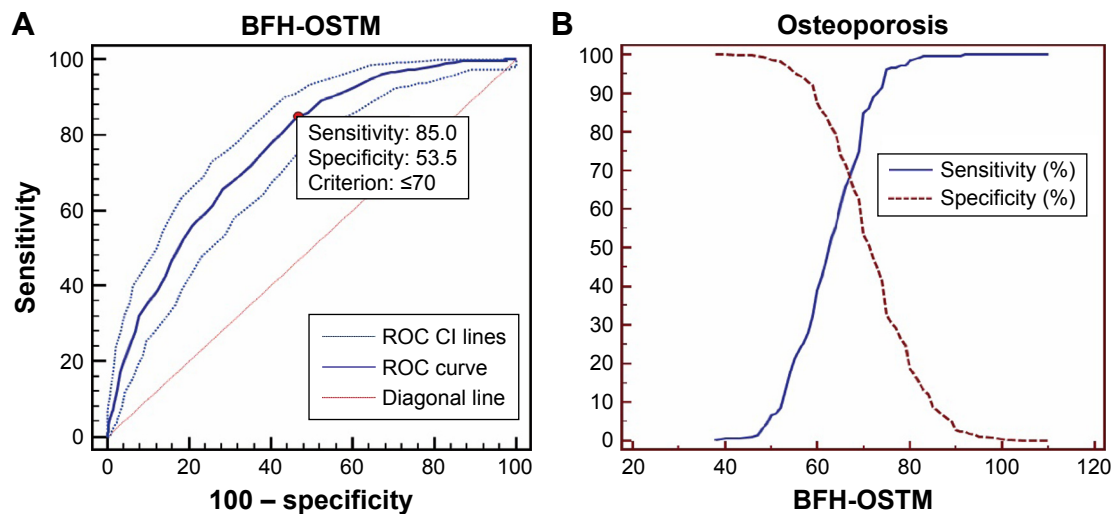 A
BFH-OSTM
Sensitivity
100
80
60
40
20
0
Sensitivity: 85.0
Specificity: 53.5
Criterion: ≤70
ROC CI lines
ROC curve
Diagonal line
0 20 40 60 80 100
100 – specificity
B
Osteoporosis
100
90
80
70
60
50
40
30
20
10
0
Sensitivity (%)
Specificity (%)
20 40 60 80 100 120
BFH-OSTM